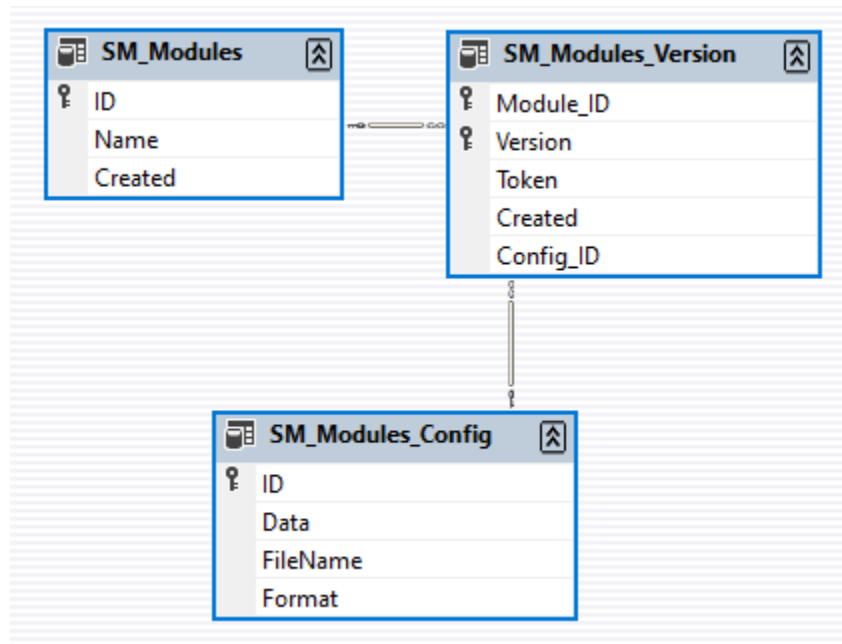 SM_Modules
ID
Name
Created
SM_Modules_Version
Module_ID
Version
Token
Created
Config_ID
SM_Modules_Config
ID
Data
FileName
Format